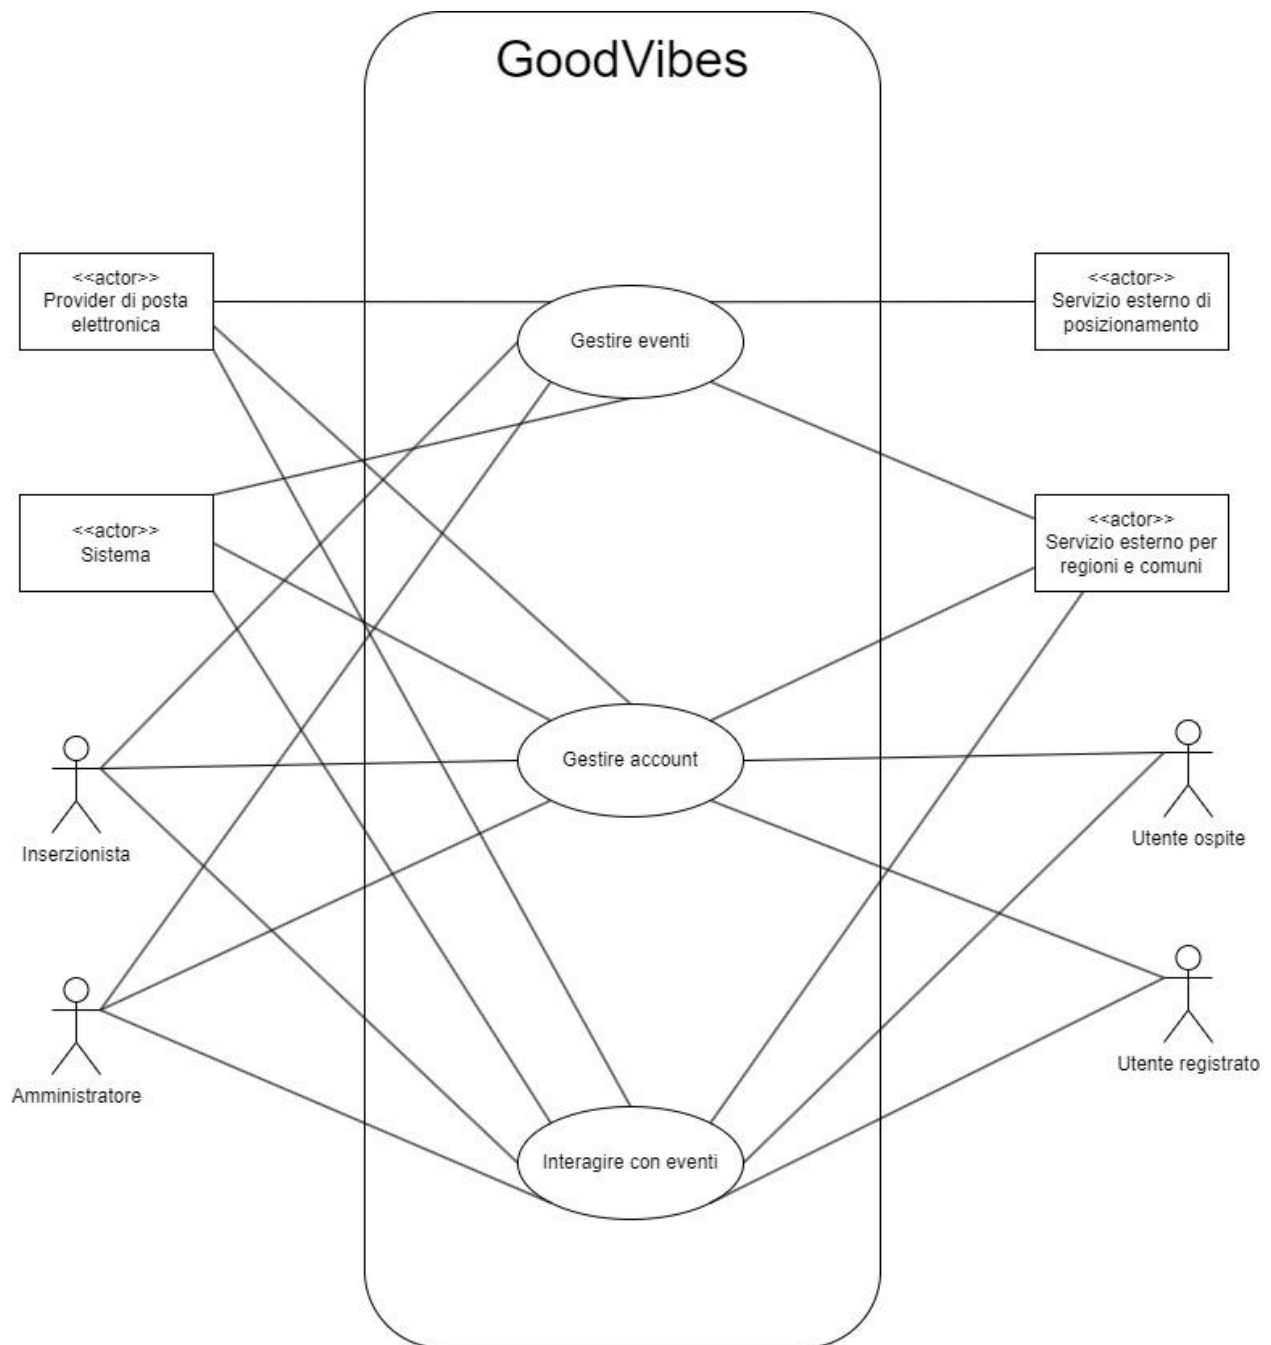 GoodVibes
<<actor>>
Provider di posta
elettronica
Gestire eventi
<<actor>>
Servizio esterno di
posizionamento
<<actor>>
Sistema
<<actor>>
Servizio esterno per
regioni e comuni
Gestire account
Inserzionista
Utente ospite
Amministratore
Utente registrato
Interagire con eventi